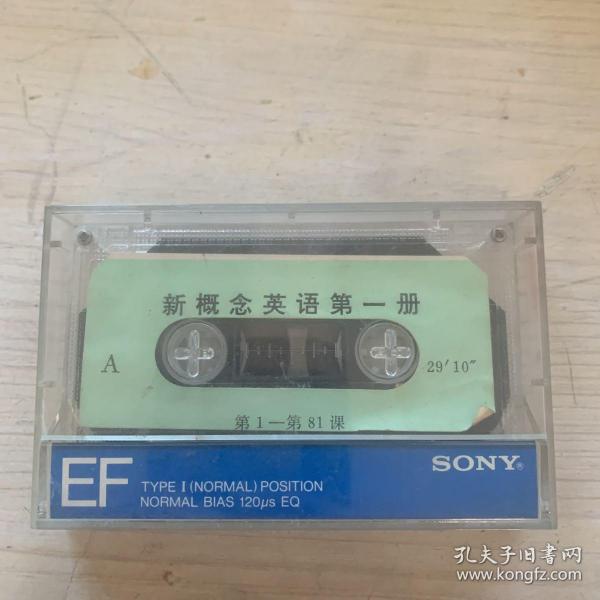 新概念英语第一册
A
29′10″
第1—第81课
EF
TYPE I (NORMAL) POSITION
NORMAL BIAS 120μs EQ
SONY®
孔夫子旧书网
www.kongfz.com